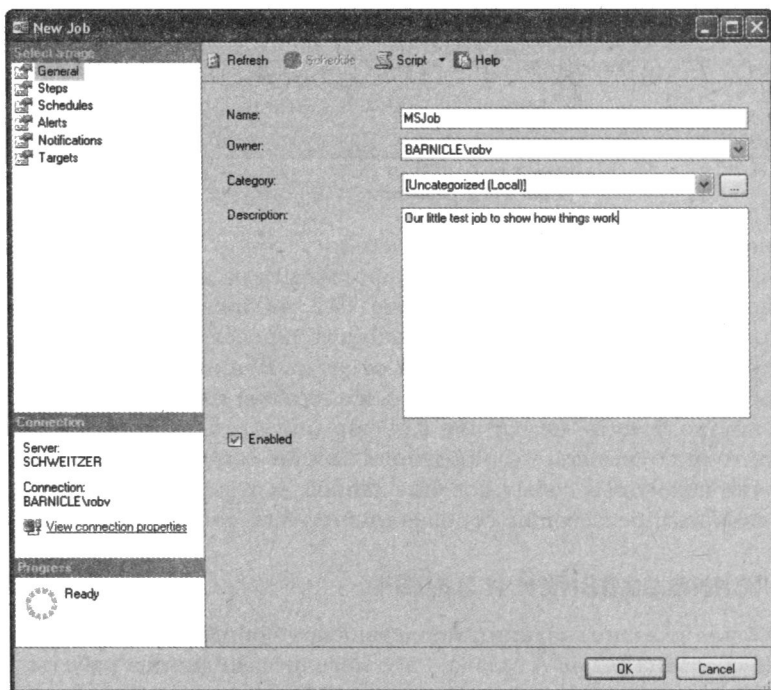 New Job
Select a page
General
Steps
Schedules
Alerts
Notifications
Targets
Refresh Schedule Script Help
Name: MSJob
Owner: BARNICLE\robv
Category: [Uncategorized (Local)] ...
Description: Our little test job to show how things work
Enabled
Connection
Server:
SCHWEITZER
Connection:
BARNICLE\robv
View connection properties
Progress
Ready
OK Cancel